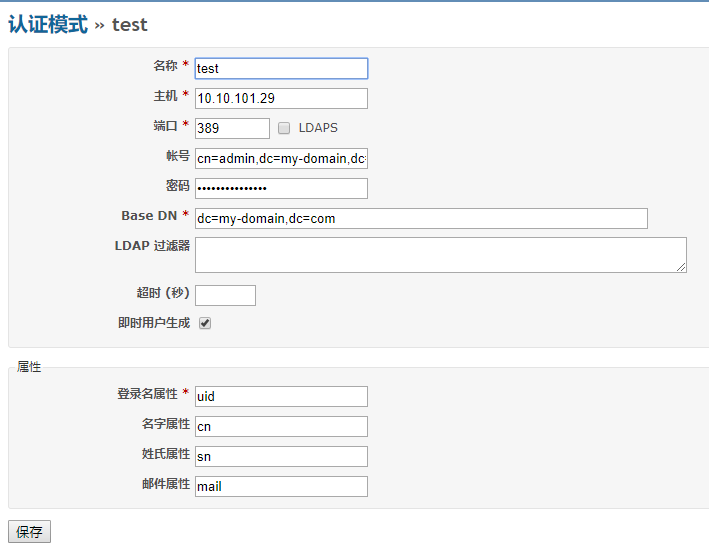 认证模式 » test
名称 * test
主机 * 10.10.101.29
端口 * 389 LDAPS
帐号 cn=admin,dc=my-domain,dc=
密码 •••••••••••••••
Base DN * dc=my-domain,dc=com
LDAP 过滤器
超时 (秒)
即时用户生成
属性
登录名属性 * uid
名字属性 cn
姓氏属性 sn
邮件属性 mail
保存